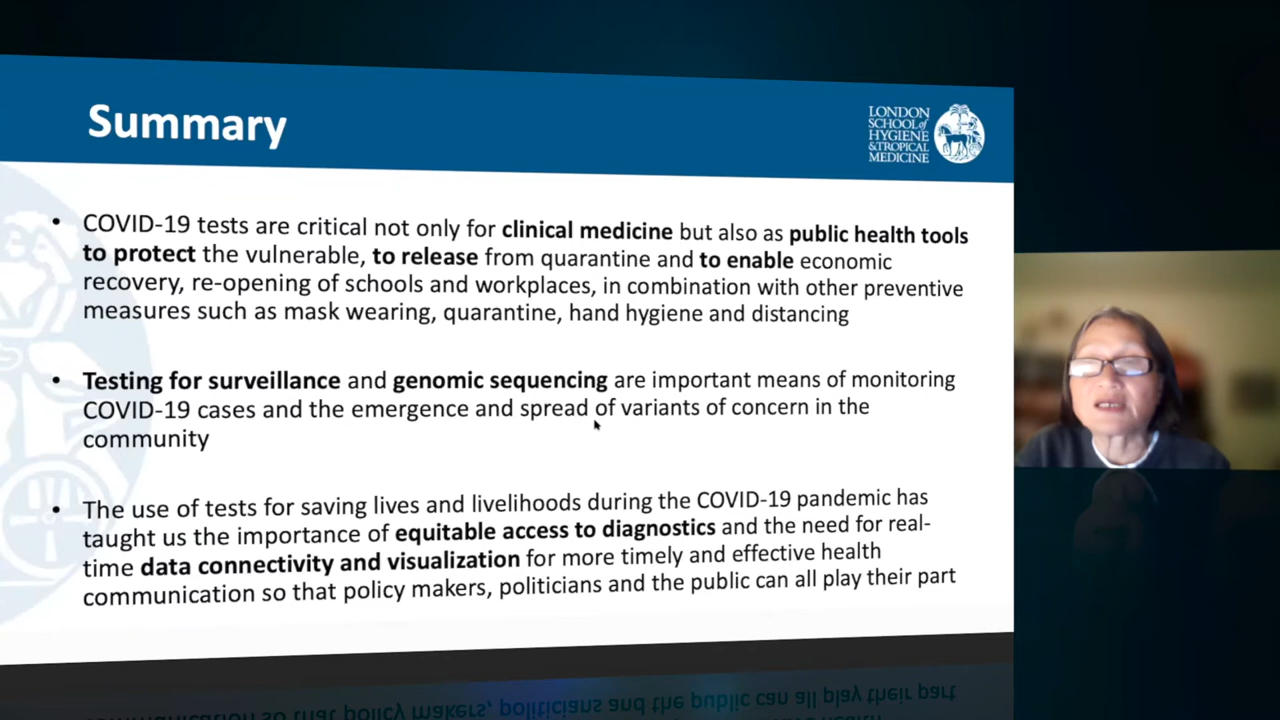 Summary
LONDON
SCHOOL of
HYGIENE
& TROPICAL
MEDICINE
• COVID-19 tests are critical not only for clinical medicine but also as public health tools
to protect the vulnerable, to release from quarantine and to enable economic
recovery, re-opening of schools and workplaces, in combination with other preventive
measures such as mask wearing, quarantine, hand hygiene and distancing
• Testing for surveillance and genomic sequencing are important means of monitoring
COVID-19 cases and the emergence and spread of variants of concern in the
community
• The use of tests for saving lives and livelihoods during the COVID-19 pandemic has
taught us the importance of equitable access to diagnostics and the need for real-
time data connectivity and visualization for more timely and effective health
communication so that policy makers, politicians and the public can all play their part